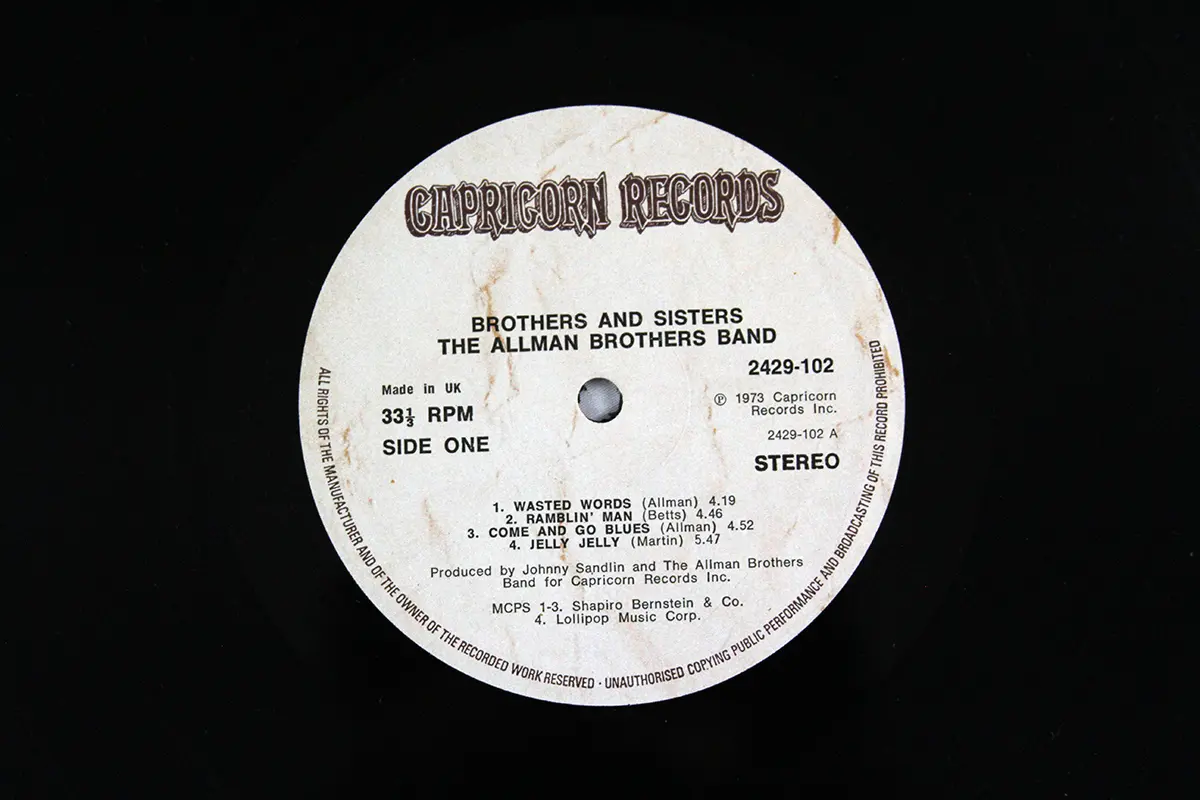 CAPRICORN RECORDS
BROTHERS AND SISTERS
THE ALLMAN BROTHERS BAND
2429-102
Made in UK
33⅓ RPM
SIDE ONE
℗ 1973 Capricorn
Records Inc.
2429-102 A
STEREO
1. WASTED WORDS (Allman) 4.19
2. RAMBLIN' MAN (Betts) 4.46
3. COME AND GO BLUES (Allman) 4.52
4. JELLY JELLY (Martin) 5.47
Produced by Johnny Sandlin and The Allman Brothers
Band for Capricorn Records Inc.
MCPS 1-3. Shapiro Bernstein & Co.
4. Lollipop Music Corp.
ALL RIGHTS OF THE MANUFACTURER AND OF THE OWNER OF THE RECORDED WORK RESERVED · UNAUTHORISED COPYING PUBLIC PERFORMANCE AND BROADCASTING OF THIS RECORD PROHIBITED